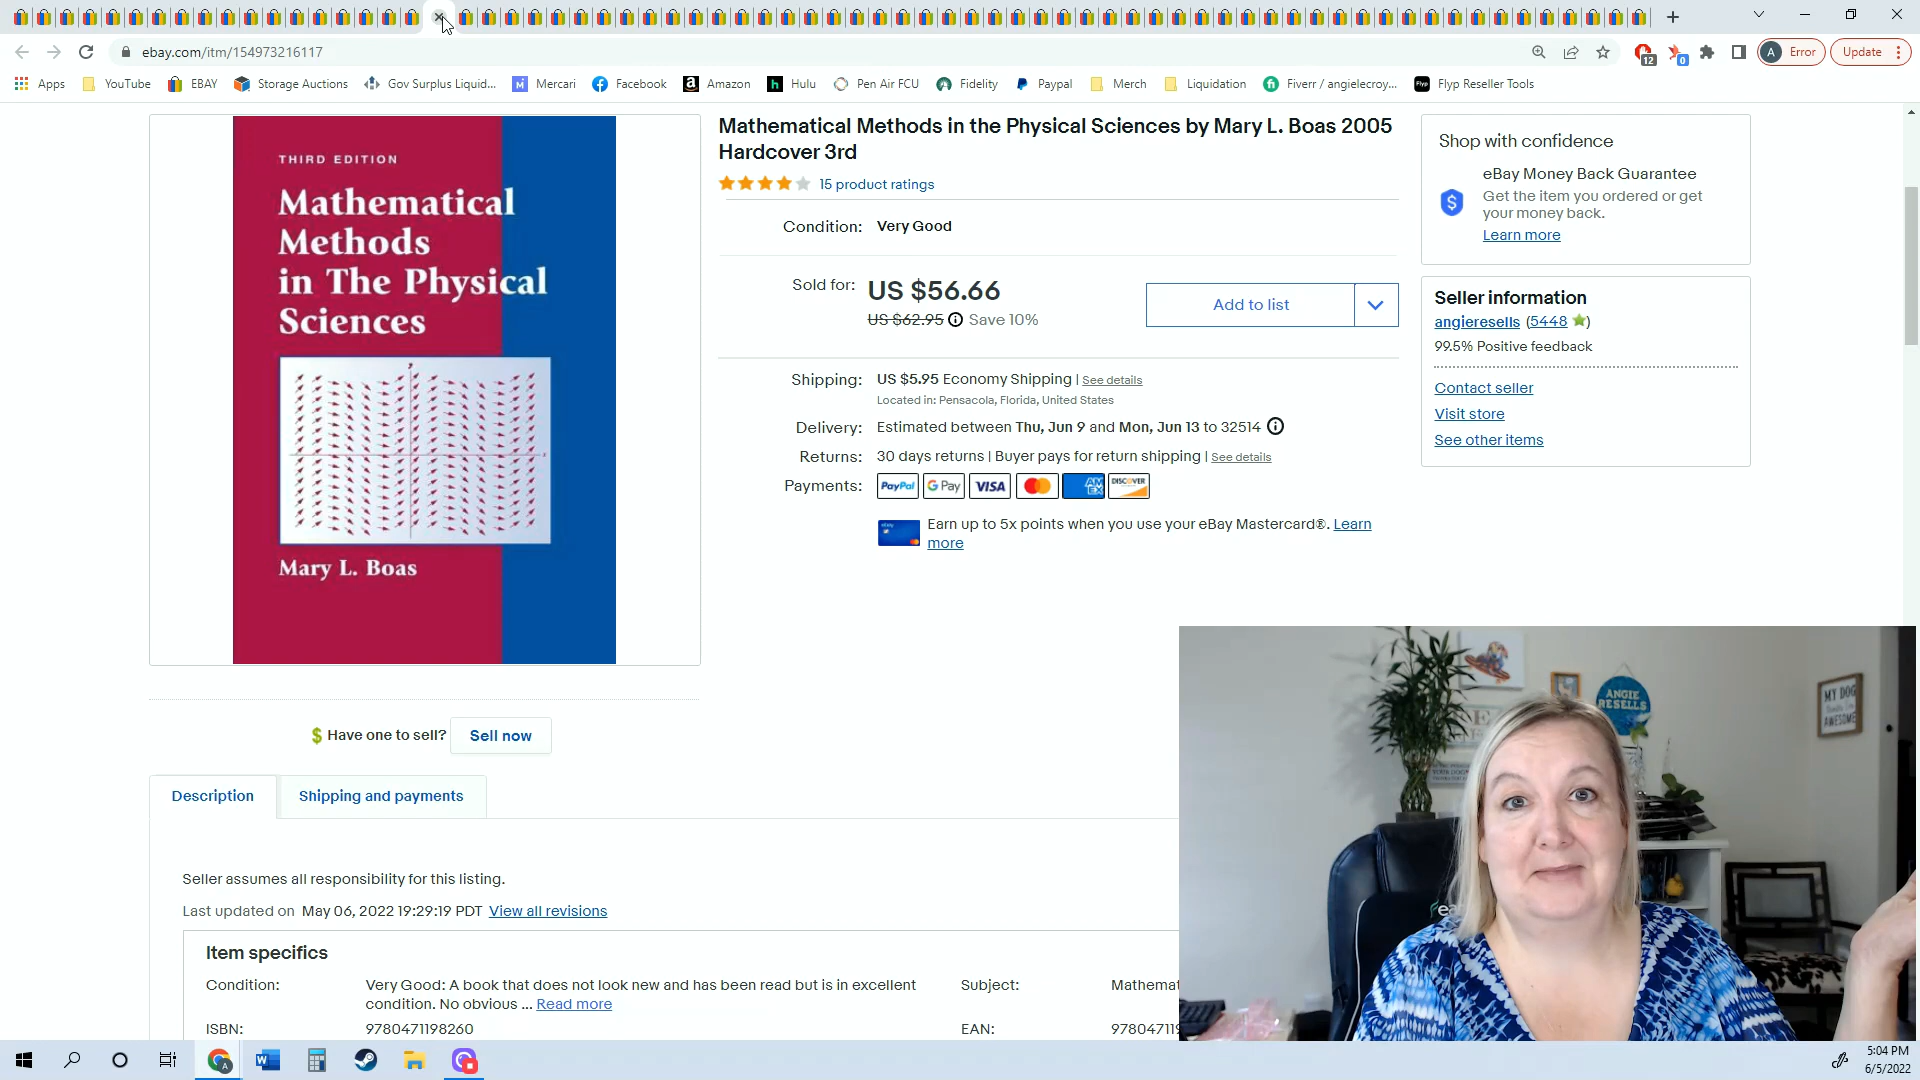 ebay.com/itm/154973216117
12
0
A Error
Update
Apps
YouTube
EBAY
Storage Auctions
Gov Surplus Liquid...
Mercari
Facebook
Amazon
Hulu
Pen Air FCU
Fidelity
Paypal
Merch
Liquidation
Fiverr / angielecroy...
Flyp Reseller Tools
THIRD EDITION
Mathematical
Methods
in The Physical
Sciences
Mary L. Boas
Mathematical Methods in the Physical Sciences by Mary L. Boas 2005
Hardcover 3rd
15 product ratings
Condition: Very Good
Sold for: US $56.66
US $62.95 Save 10%
Add to list
Shipping: US $5.95 Economy Shipping | See details
Located in: Pensacola, Florida, United States
Delivery: Estimated between Thu, Jun 9 and Mon, Jun 13 to 32514
Returns: 30 days returns | Buyer pays for return shipping | See details
Payments: PayPal G Pay VISA AMEX DISCOVER
Earn up to 5x points when you use your eBay Mastercard®. Learn
more
Shop with confidence
eBay Money Back Guarantee
Get the item you ordered or get
your money back.
Learn more
Seller information
angieresells (5448)
99.5% Positive feedback
Contact seller
Visit store
See other items
$ Have one to sell? Sell now
Description
Shipping and payments
Seller assumes all responsibility for this listing.
Last updated on May 06, 2022 19:29:19 PDT View all revisions
Item specifics
Condition: Very Good: A book that does not look new and has been read but is in excellent
condition. No obvious ... Read more
Subject: Mathemat
ISBN: 9780471198260
EAN: 97804711
ANGIE
RESELLS
MY DOG
AWESOME
5:04 PM
6/5/2022